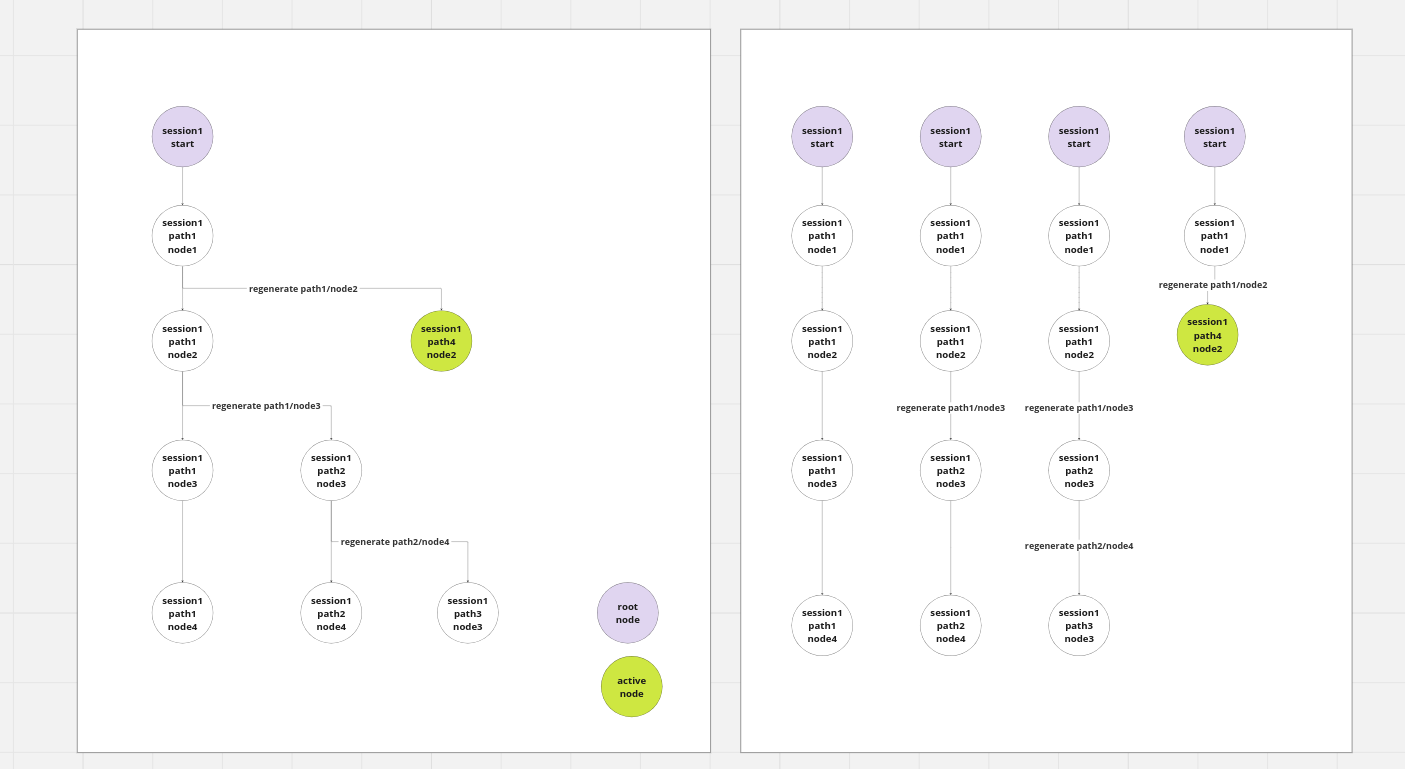 session1
start
session1
path1
node1
regenerate path1/node2
session1
path1
node2
session1
path4
node2
regenerate path1/node3
session1
path1
node3
session1
path2
node3
regenerate path2/node4
session1
path1
node4
session1
path2
node4
session1
path3
node3
root
node
active
node
session1
start
session1
start
session1
start
session1
start
session1
path1
node1
session1
path1
node1
session1
path1
node1
session1
path1
node1
regenerate path1/node2
session1
path1
node2
session1
path1
node2
session1
path1
node2
session1
path4
node2
regenerate path1/node3
regenerate path1/node3
session1
path1
node3
session1
path2
node3
session1
path2
node3
regenerate path2/node4
session1
path1
node4
session1
path2
node4
session1
path3
node3